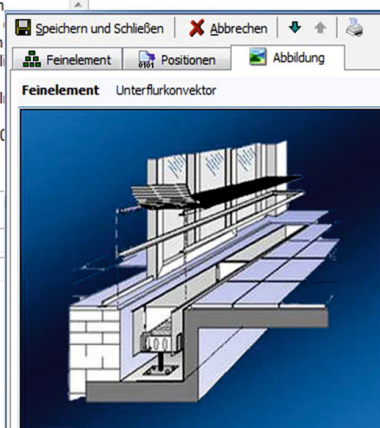 Speichern und Schließen Abbrechen
Feinelement Positionen Abbildung
Feinelement Unterflurkonvektor